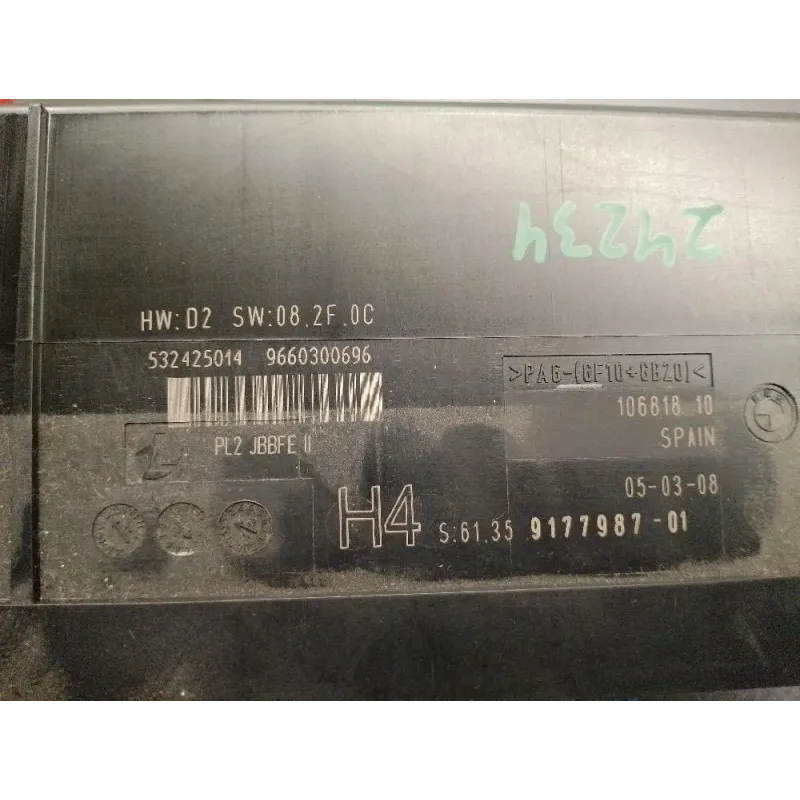 24234
HW:D2 SW:08.2F.0C
532425014 9660300696
>PA6-(GF10+GB20)<
106818 10
SPAIN
PL2 JBBFE II
05-03-08
H4 S:61.35 9177987-01